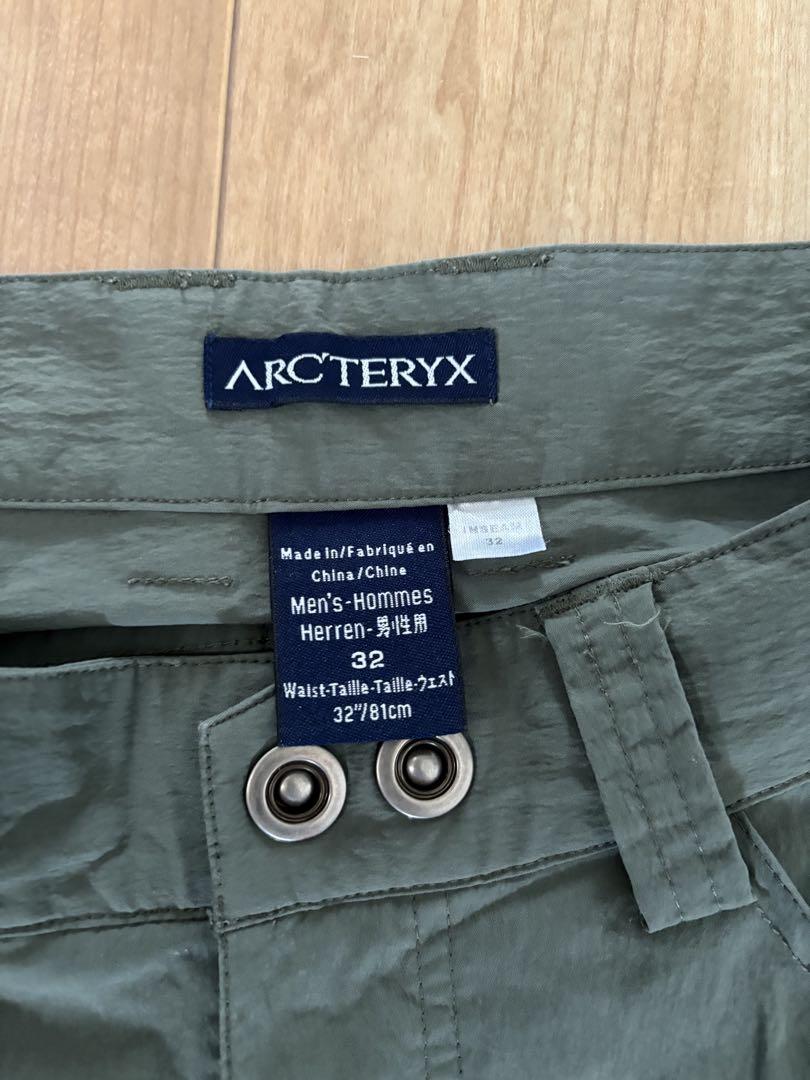 ARC'TERYX
Made in/Fabriqué en
China/Chine
Men's-Hommes
Herren-男性用
32
Waist-Taille-Taille-ウェスト
32"/81cm
INSEAM
32